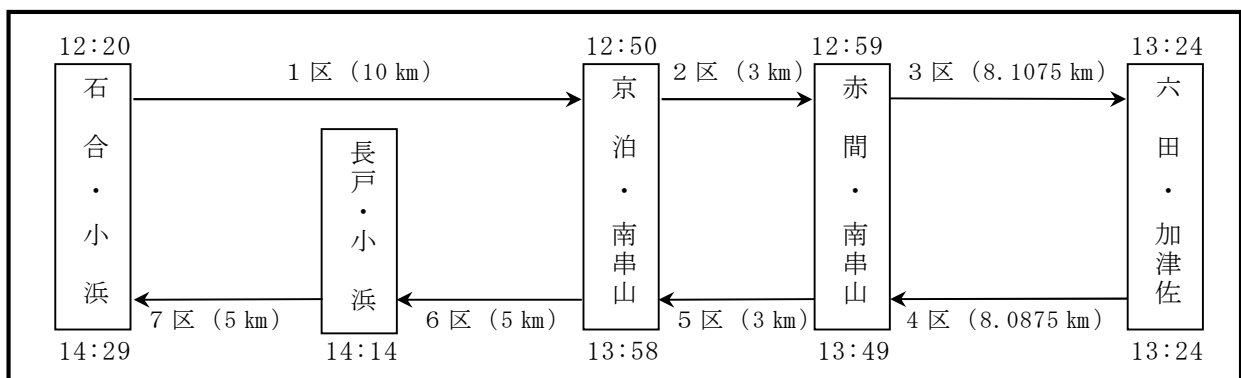 12:20 12:50 12:59 13:24
1区 (10 km) 2区 (3 km) 3区 (8.1075 km)
石合・小浜
長戸・小浜
京泊・南串山
赤間・南串山
六田・加津佐
7区 (5 km) 6区 (5 km) 5区 (3 km) 4区 (8.0875 km)
14:29 14:14 13:58 13:49 13:24